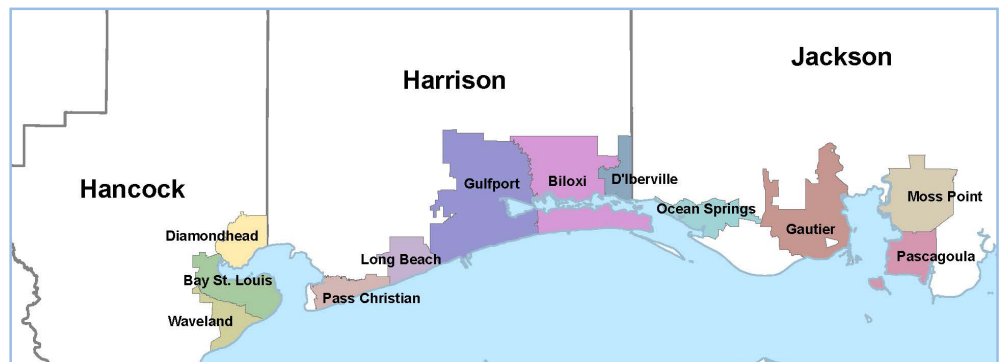 Jackson
Harrison
Hancock
Gulfport
Biloxi
D'Iberville
Moss Point
Ocean Springs
Gautier
Diamondhead
Long Beach
Pascagoula
Bay St. Louis
Pass Christian
Waveland